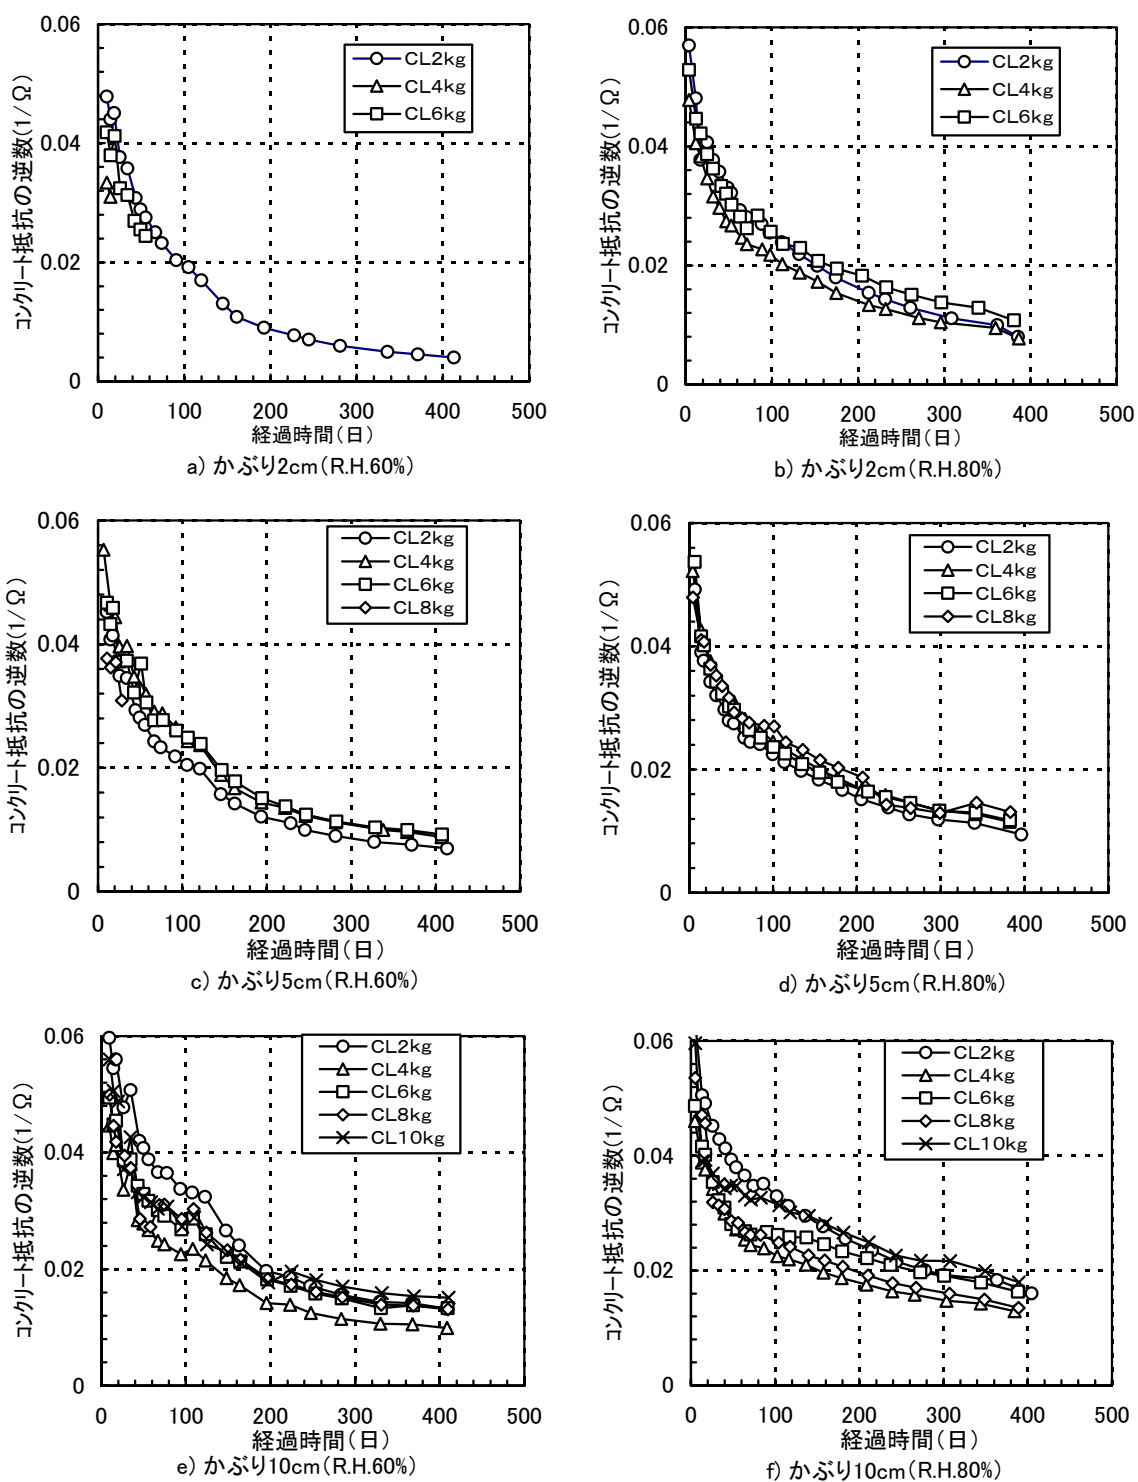 コンクリート抵抗の逆数(1/Ω)
0.06
0.04
0.02
0
0 100 200 300 400 500
CL2kg
CL4kg
CL6kg
経過時間(日)
a) かぶり2cm(R.H.60%)
コンクリート抵抗の逆数(1/Ω)
0.06
0.04
0.02
0
0 100 200 300 400 500
CL2kg
CL4kg
CL6kg
経過時間(日)
b) かぶり2cm(R.H.80%)
コンクリート抵抗の逆数(1/Ω)
0.06
0.04
0.02
0
0 100 200 300 400 500
CL2kg
CL4kg
CL6kg
CL8kg
経過時間(日)
c) かぶり5cm(R.H.60%)
コンクリート抵抗の逆数(1/Ω)
0.06
0.04
0.02
0
0 100 200 300 400 500
CL2kg
CL4kg
CL6kg
CL8kg
経過時間(日)
d) かぶり5cm(R.H.80%)
コンクリート抵抗の逆数(1/Ω)
0.06
0.04
0.02
0
0 100 200 300 400 500
CL2kg
CL4kg
CL6kg
CL8kg
CL10kg
経過時間(日)
e) かぶり10cm(R.H.60%)
コンクリート抵抗の逆数(1/Ω)
0.06
0.04
0.02
0
0 100 200 300 400 500
CL2kg
CL4kg
CL6kg
CL8kg
CL10kg
経過時間(日)
f) かぶり10cm(R.H.80%)